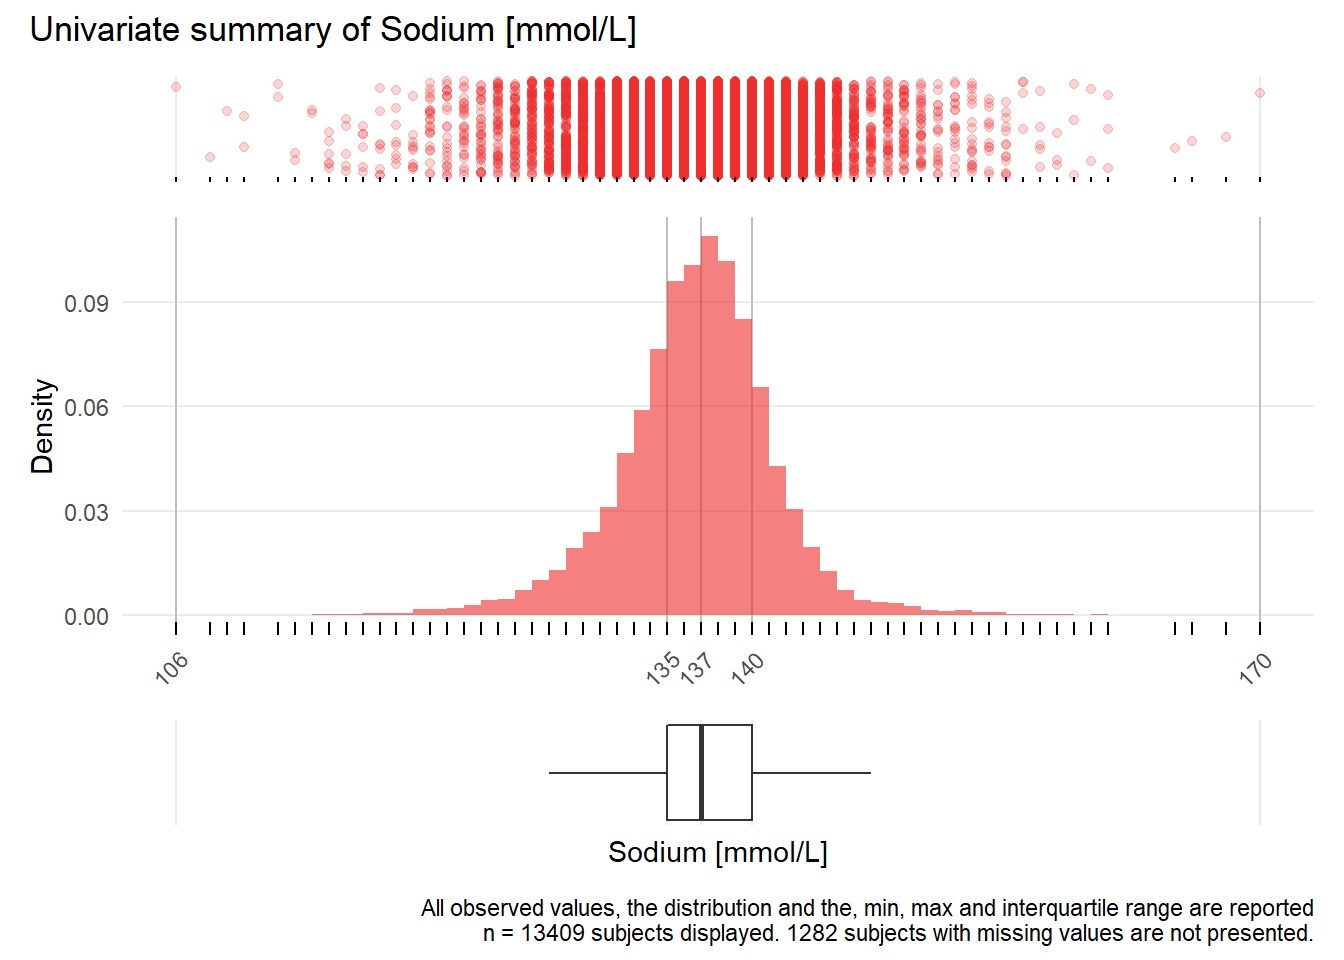 Univariate summary of Sodium [mmol/L]
0.09
0.06
0.03
0.00
Density
106 135 137 140 170
Sodium [mmol/L]
All observed values, the distribution and the, min, max and interquartile range are reported
n = 13409 subjects displayed. 1282 subjects with missing values are not presented.